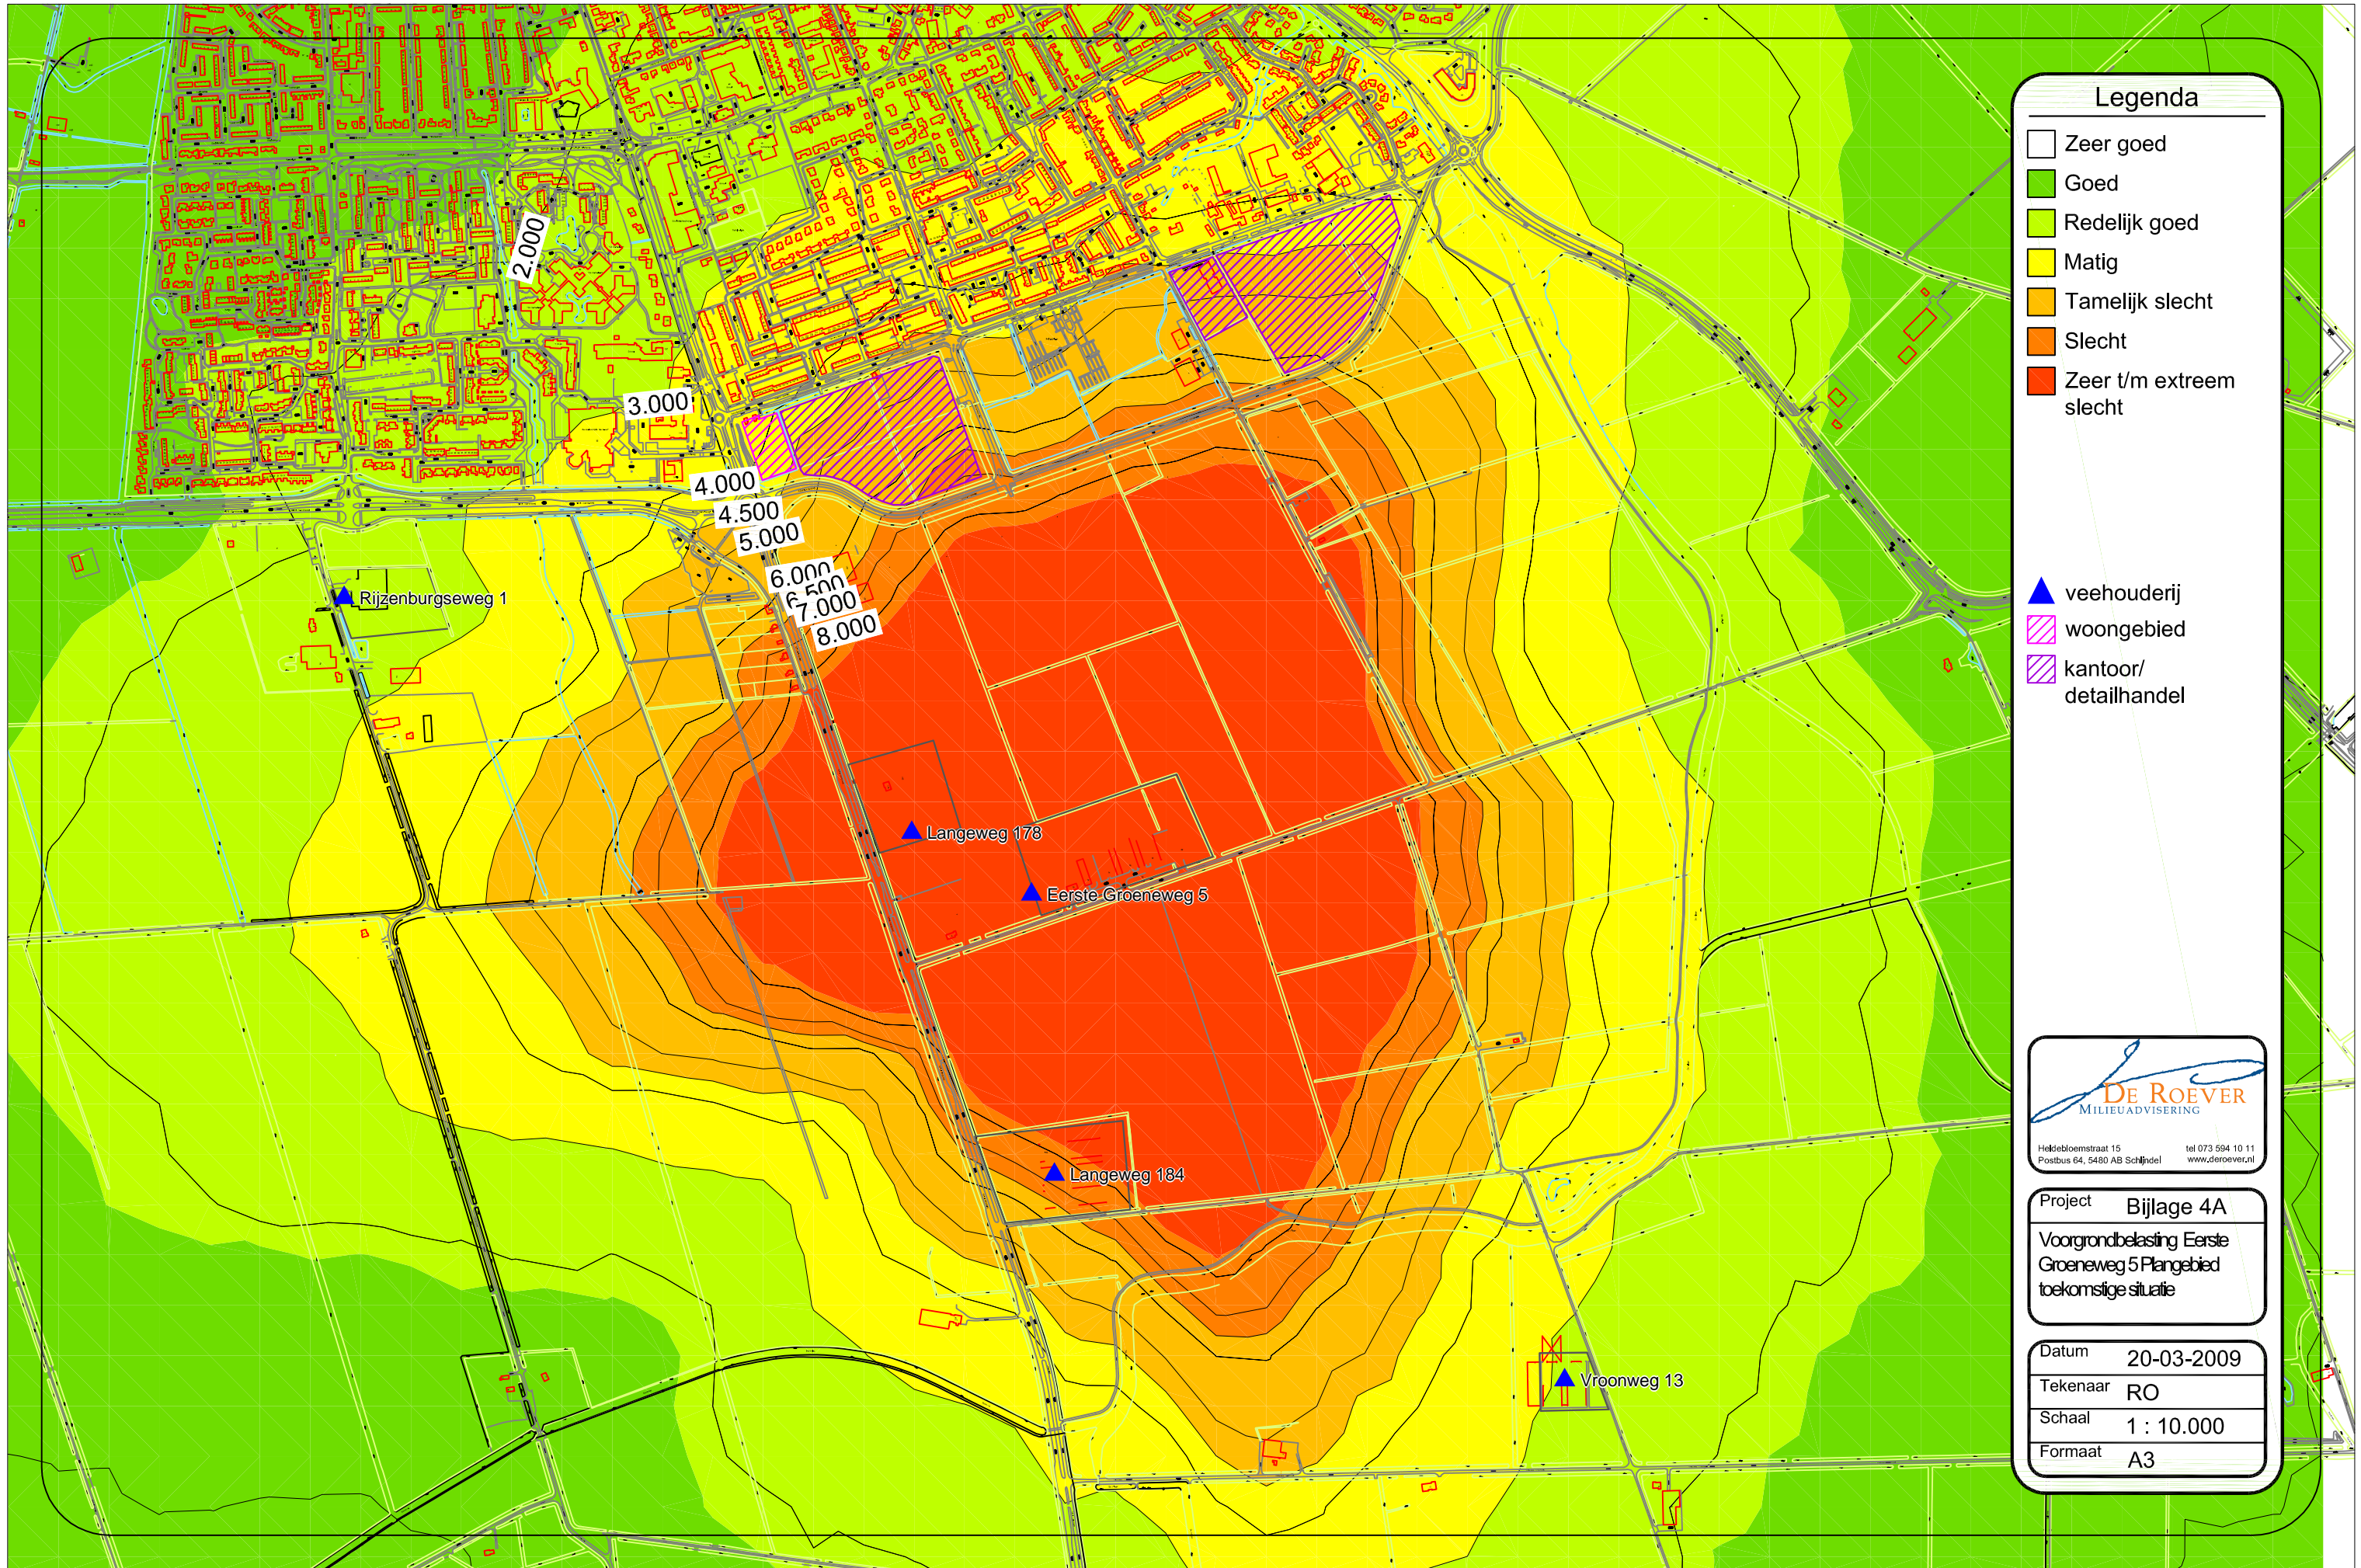 2.000
3.000
4.000
4.500
5.000
6.000
6.500
7.000
8.000
Rijzenburgseweg 1
Langeweg 178
Eerste Groeneweg 5
Langeweg 184
Vroonweg 13
Legenda
Zeer goed
Goed
Redelijk goed
Matig
Tamelijk slecht
Slecht
Zeer t/m extreem
slecht
veehouderij
woongebied
kantoor/
detailhandel
DE ROEVER
MILIEUADVISERING
Heldebloemstraat 15 tel 073 594 10 11
Postbus 64, 5480 AB Schijndel www.deroever.nl
Project Bijlage 4A
Voorgrondbelasting Eerste
Groeneweg 5 Plangebied
toekomstige situatie
Datum 20-03-2009
Tekenaar RO
Schaal 1 : 10.000
Formaat A3